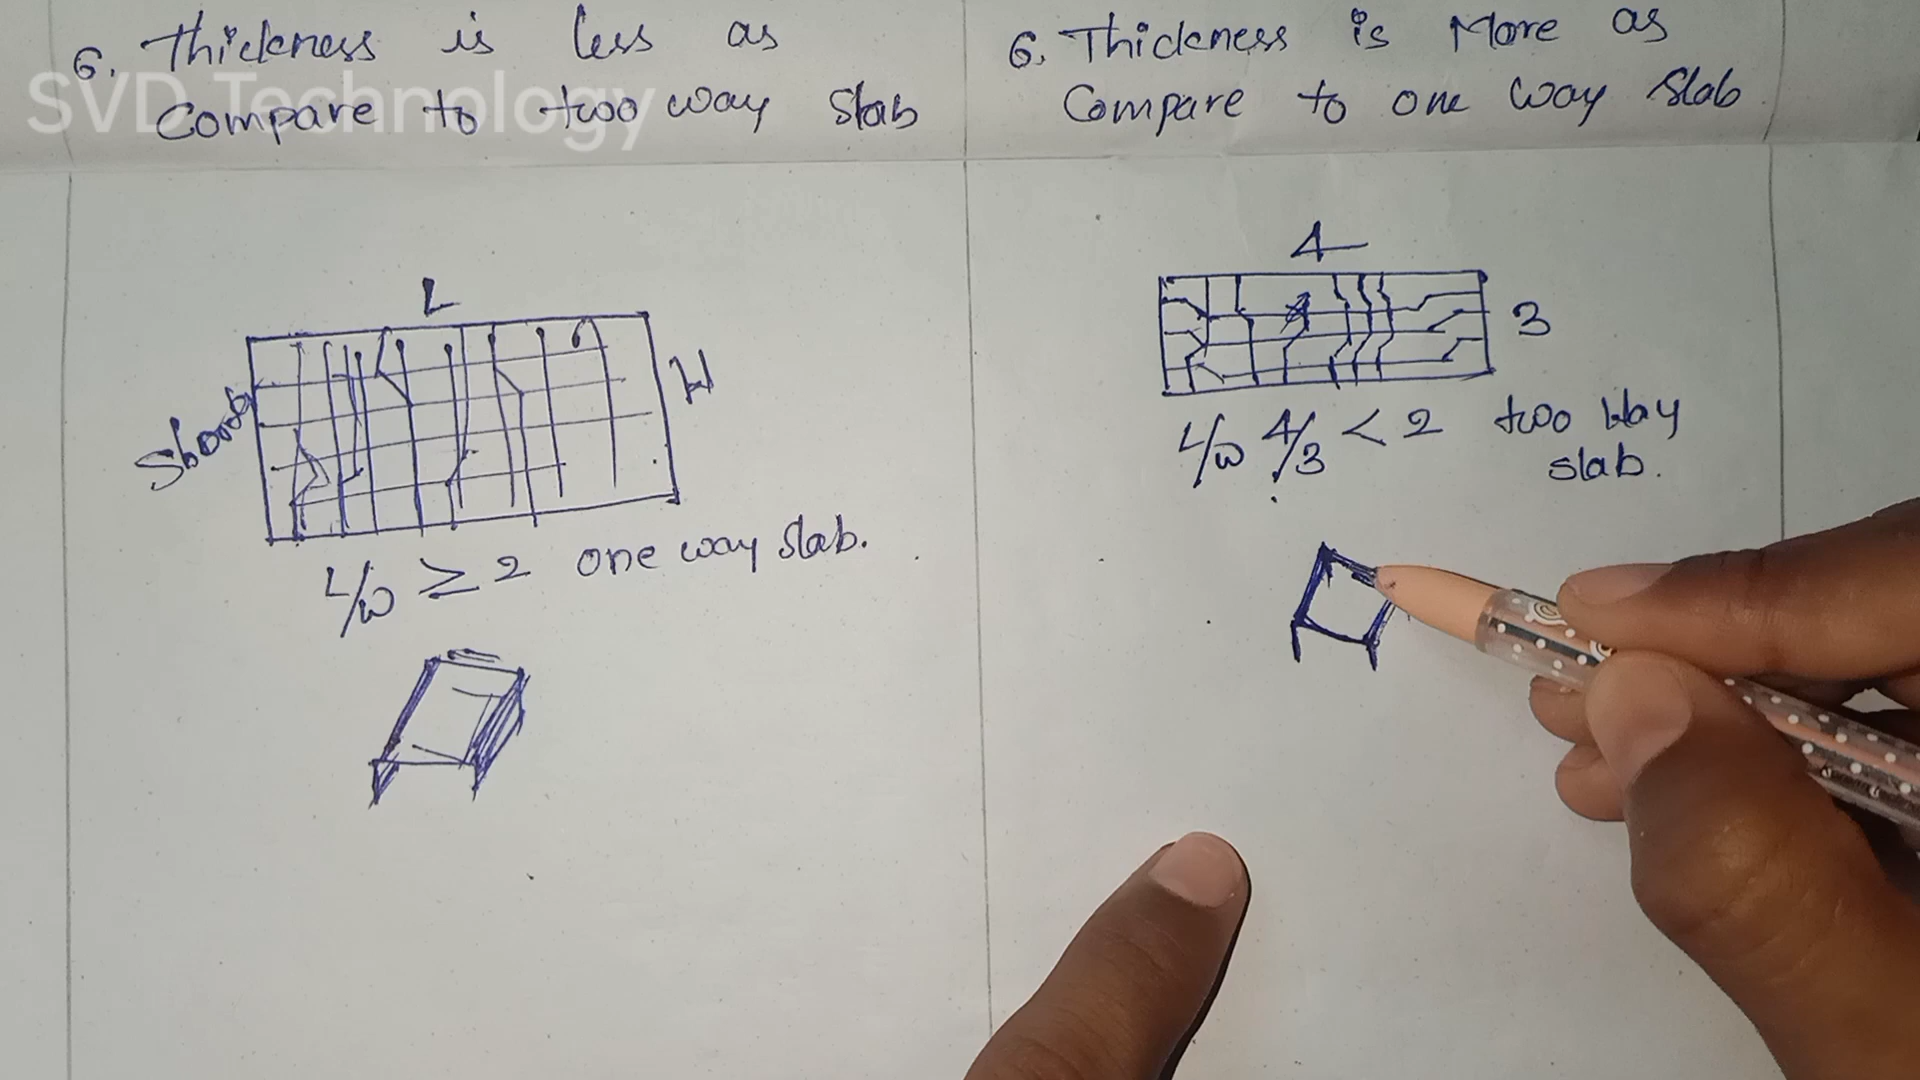 6. Thickness is less as
Compare to two way slab
SVD Technology
L
Short
W
L/W ≥ 2 one way slab.
6. Thickness is More as
Compare to one way slab
4
3
L/W 4/3 < 2 two way
slab.